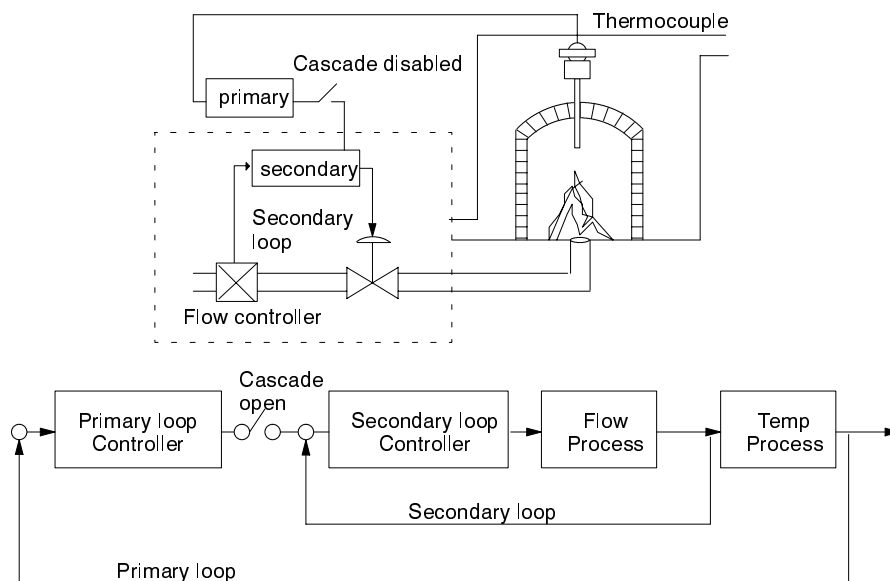 Thermocouple
Cascade disabled
primary
secondary
Secondary
loop
Flow controller
Cascade
open
Primary loop
Controller
Secondary loop
Controller
Flow
Process
Temp
Process
Secondary loop
Primary loop